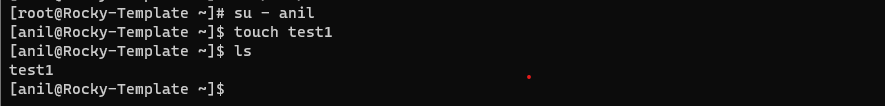 [root@Rocky-Template ~]# su - anil
[anil@Rocky-Template ~]$ touch test1
[anil@Rocky-Template ~]$ ls
test1
[anil@Rocky-Template ~]$